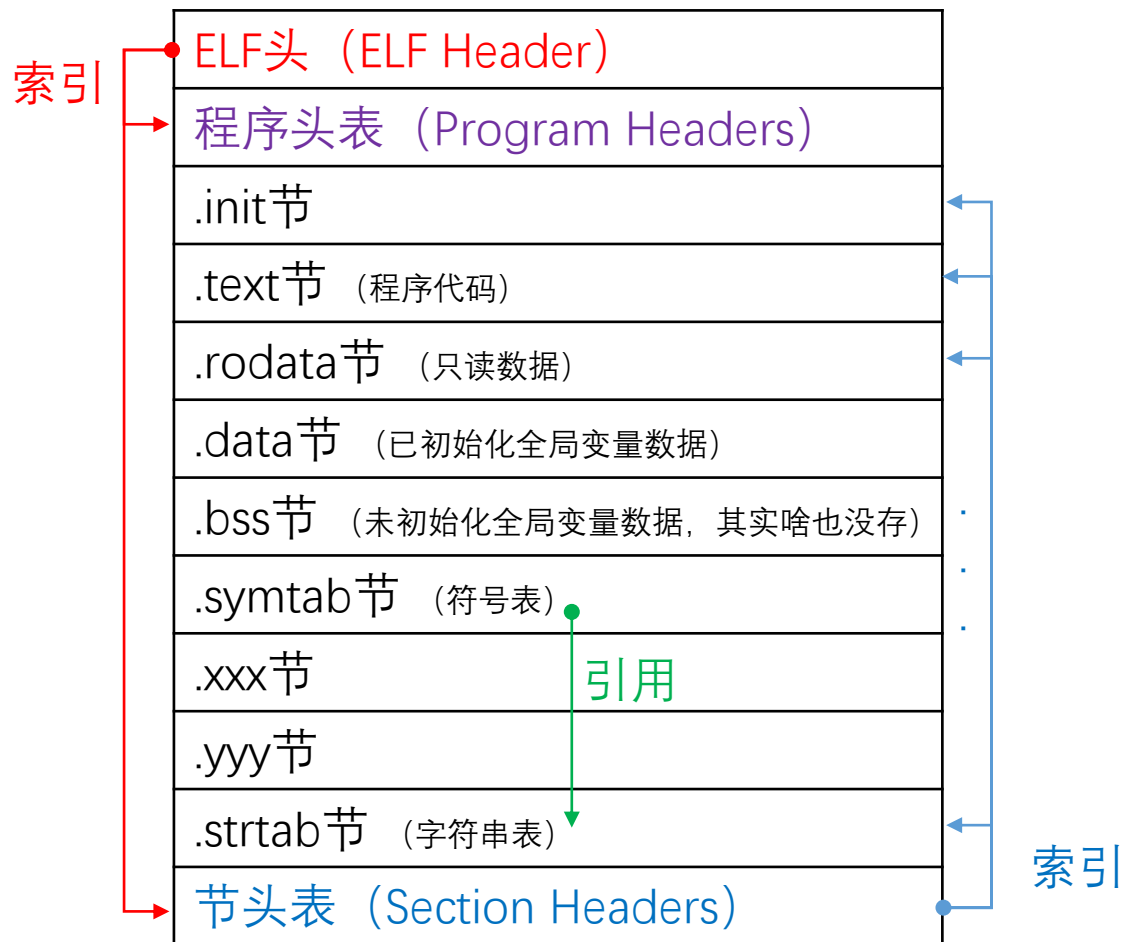 索引
ELF头（ELF Header）
程序头表（Program Headers）
.init节
.text节（程序代码）
.rodata节（只读数据）
.data节（已初始化全局变量数据）
.bss节（未初始化全局变量数据，其实啥也没存）
.symtab节（符号表）
.xxx节
引用
.yyy节
.strtab节（字符串表）
索引
节头表（Section Headers）